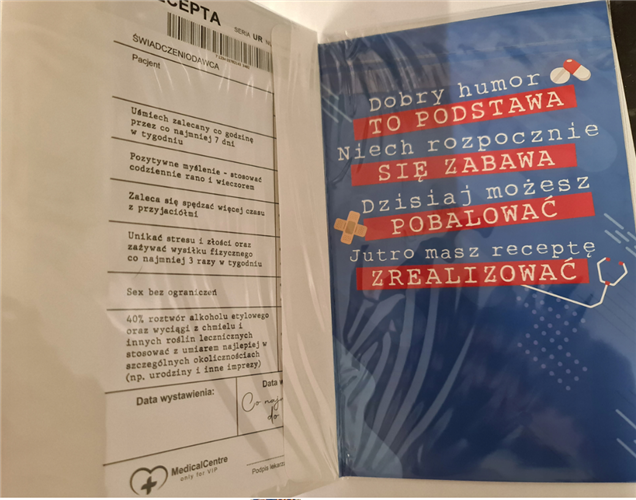 RECEPTA
SERIA UR
ŚWIADCZENIODAWCA
Pacjent
Uśmiech zalecany co godzinę
przez co najmniej 7 dni
w tygodniu
Pozytywne myślenie - stosować
codziennie rano i wieczorem
Zaleca się spędzać więcej czasu
z przyjaciółmi
Unikać stresu i złości oraz
zażywać wysiłku fizycznego
co najmniej 3 razy w tygodniu
Sex bez ograniczeń
40% roztwór alkoholu etylowego
oraz wyciągi z chmielu i
innych roślin leczniczych
stosować z umiarem najlepiej w
szczególnych okolicznościach
(np. urodziny i inne imprezy)
Data wystawienia:
Data
Co
do
MedicalCentre
only for VIP
Podpis
Dobry humor
TO PODSTAWA
Niech rozpocznie
SIĘ ZABAWA
Dzisiaj możesz
POBALOWAĆ
Jutro masz receptę
ZREALIZOWAĆ